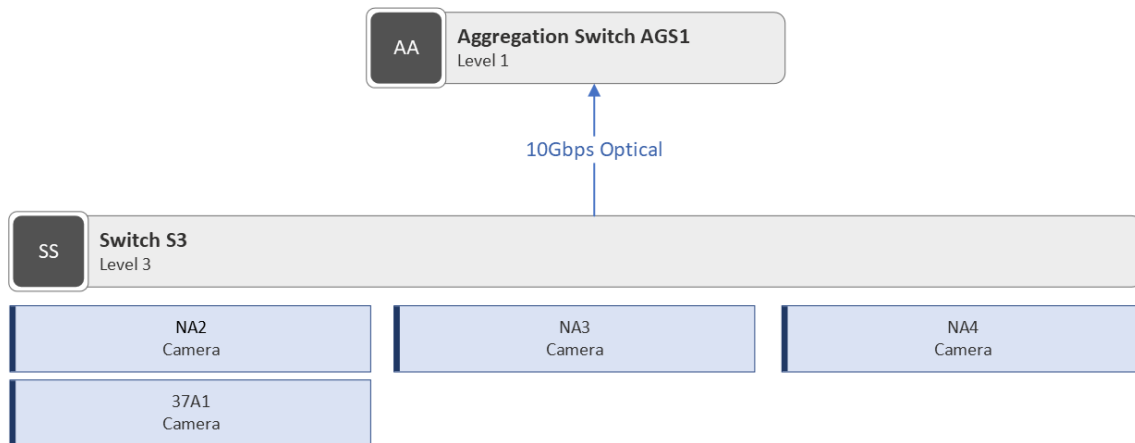 AA
Aggregation Switch AGS1
Level 1
10Gbps Optical
SS
Switch S3
Level 3
NA2
Camera
NA3
Camera
NA4
Camera
37A1
Camera